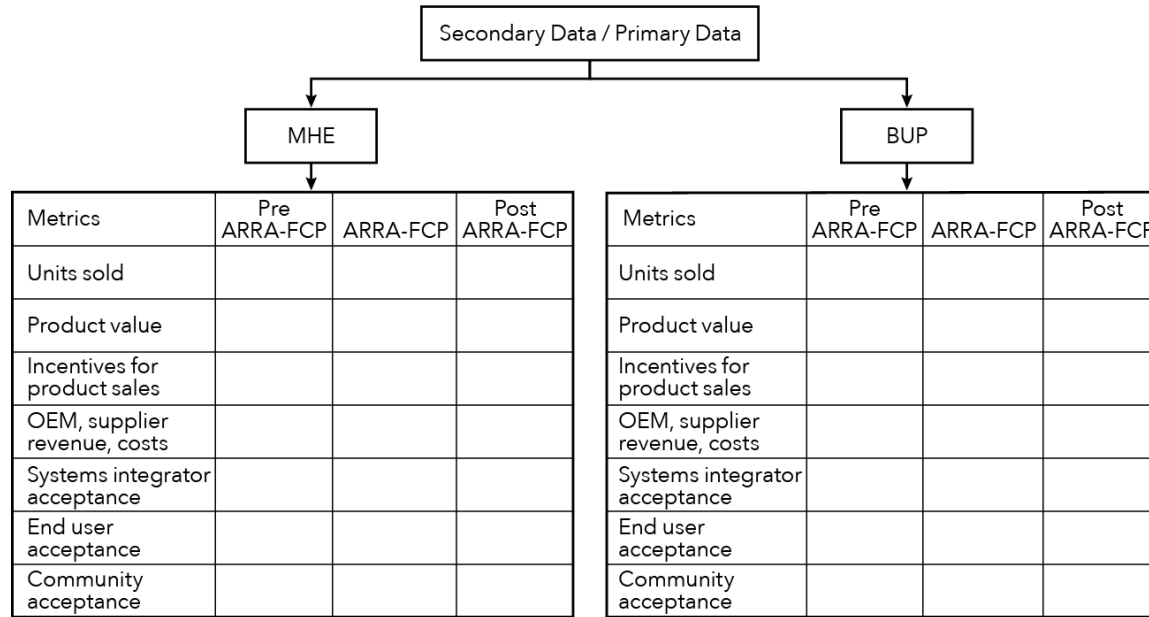 Secondary Data / Primary Data
MHE
BUP
Metrics
Pre
ARRA-FCP
ARRA-FCP
Post
ARRA-FCP
Units sold
Product value
Incentives for
product sales
OEM, supplier
revenue, costs
Systems integrator
acceptance
End user
acceptance
Community
acceptance
Metrics
Pre
ARRA-FCP
ARRA-FCP
Post
ARRA-FCP
Units sold
Product value
Incentives for
product sales
OEM, supplier
revenue, costs
Systems integrator
acceptance
End user
acceptance
Community
acceptance